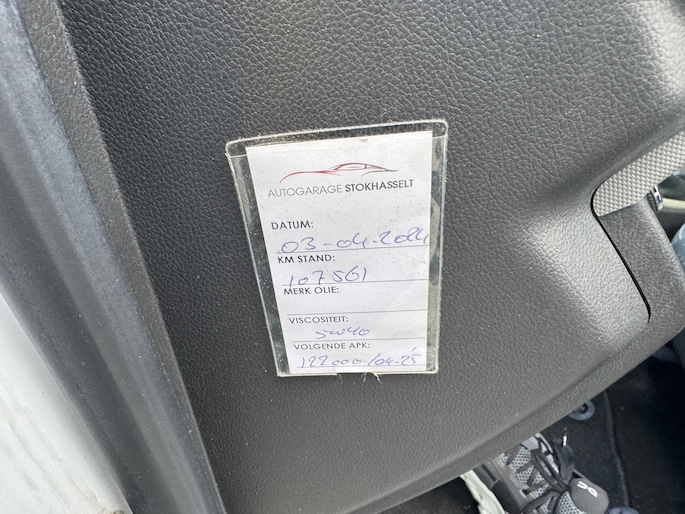 AUTOGARAGE STOKHASSELT
DATUM:
03-04-2024
KM STAND:
107561
MERK OLIE:
VISCOSITEIT:
5w40
VOLGENDE APK:
122000/04-25